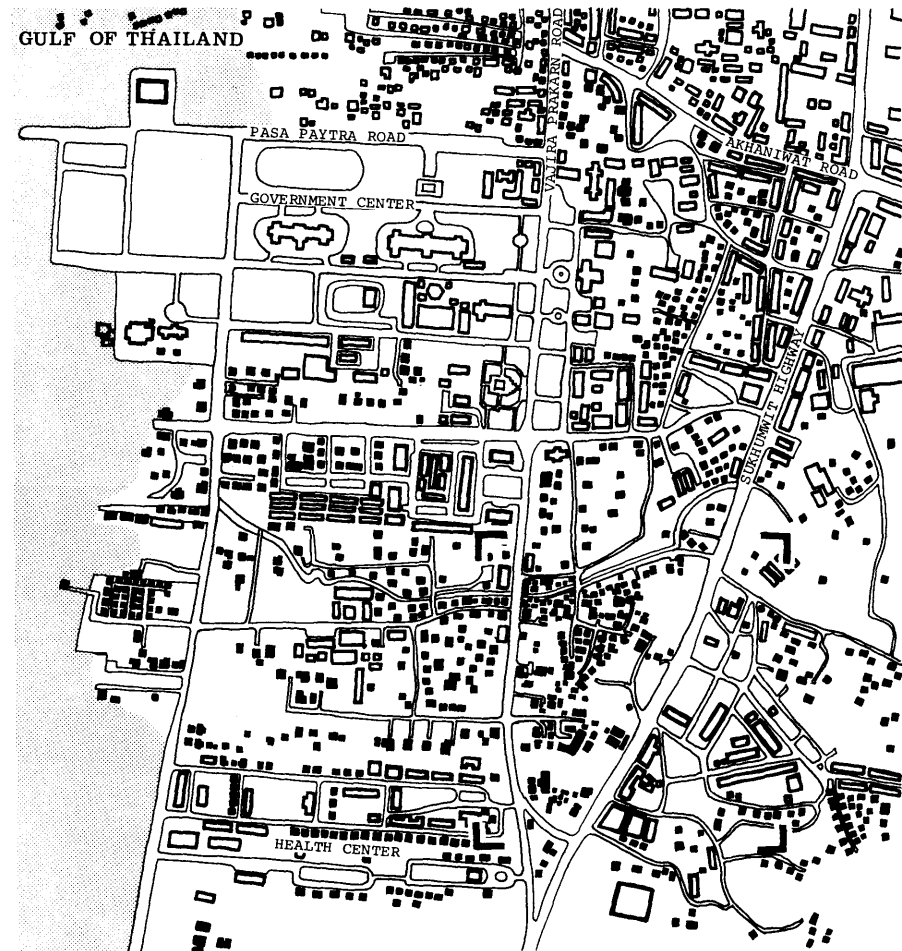 GULF OF THAILAND
VAJIRA PRAKARN ROAD
PASA PAYTRA ROAD
AKHANIWAT ROAD
GOVERNMENT CENTER
SUKHUMWIT HIGHWAY
HEALTH CENTER